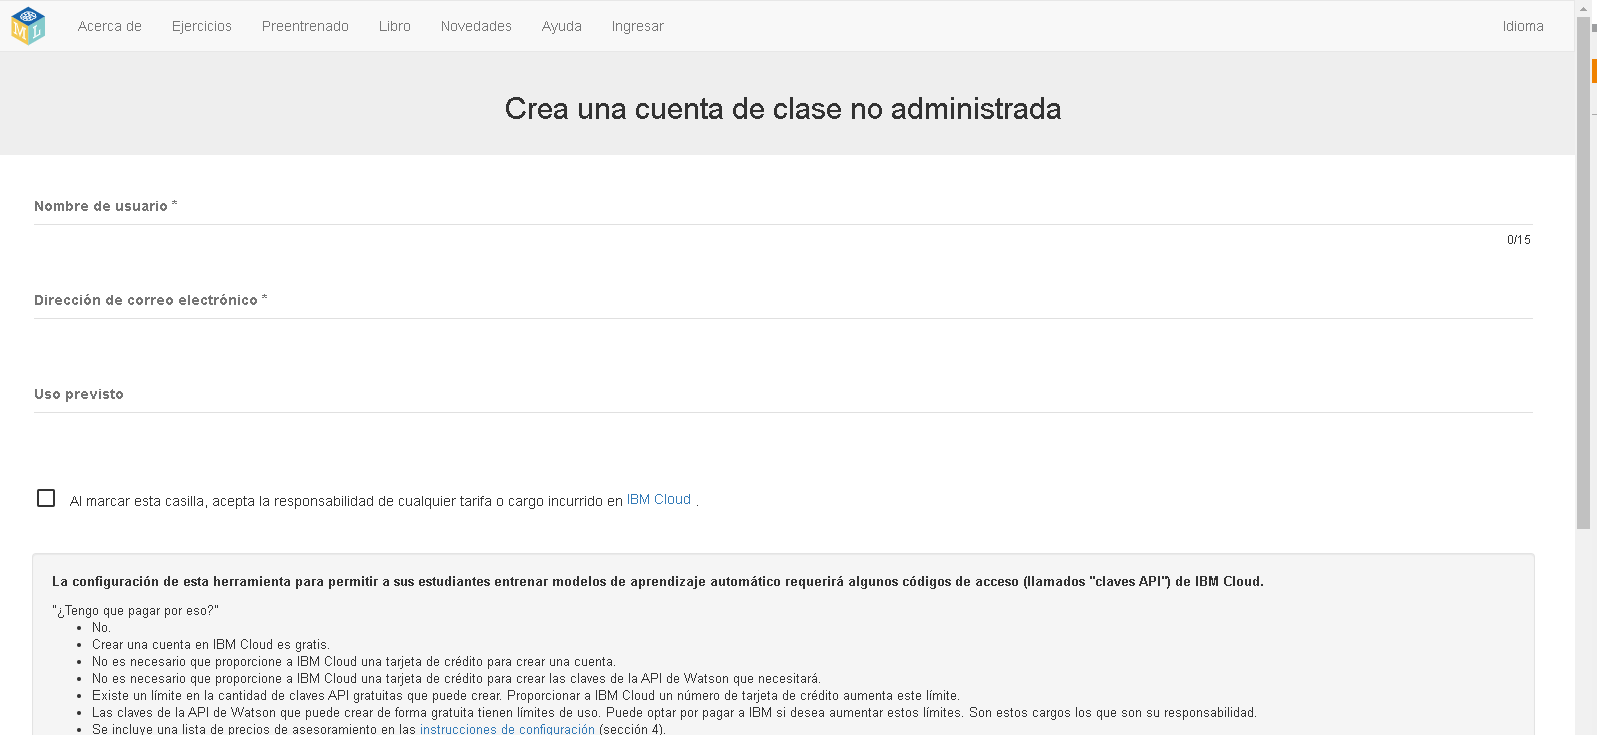 ML
Acerca de Ejercicios Preentrenado Libro Novedades Ayuda Ingresar Idioma
Crea una cuenta de clase no administrada
Nombre de usuario *
0/15
Dirección de correo electrónico *
Uso previsto
Al marcar esta casilla, acepta la responsabilidad de cualquier tarifa o cargo incurrido en IBM Cloud .
La configuración de esta herramienta para permitir a sus estudiantes entrenar modelos de aprendizaje automático requerirá algunos códigos de acceso (llamados "claves API") de IBM Cloud.
"¿Tengo que pagar por eso?"
• No.
• Crear una cuenta en IBM Cloud es gratis.
• No es necesario que proporcione a IBM Cloud una tarjeta de crédito para crear una cuenta.
• No es necesario que proporcione a IBM Cloud una tarjeta de crédito para crear las claves de la API de Watson que necesitará.
• Existe un límite en la cantidad de claves API gratuitas que puede crear. Proporcionar a IBM Cloud un número de tarjeta de crédito aumenta este límite.
• Las claves de la API de Watson que puede crear de forma gratuita tienen límites de uso. Puede optar por pagar a IBM si desea aumentar estos límites. Son estos cargos los que son su responsabilidad.
• Se incluye una lista de precios de asesoramiento en las instrucciones de configuración (sección 4).